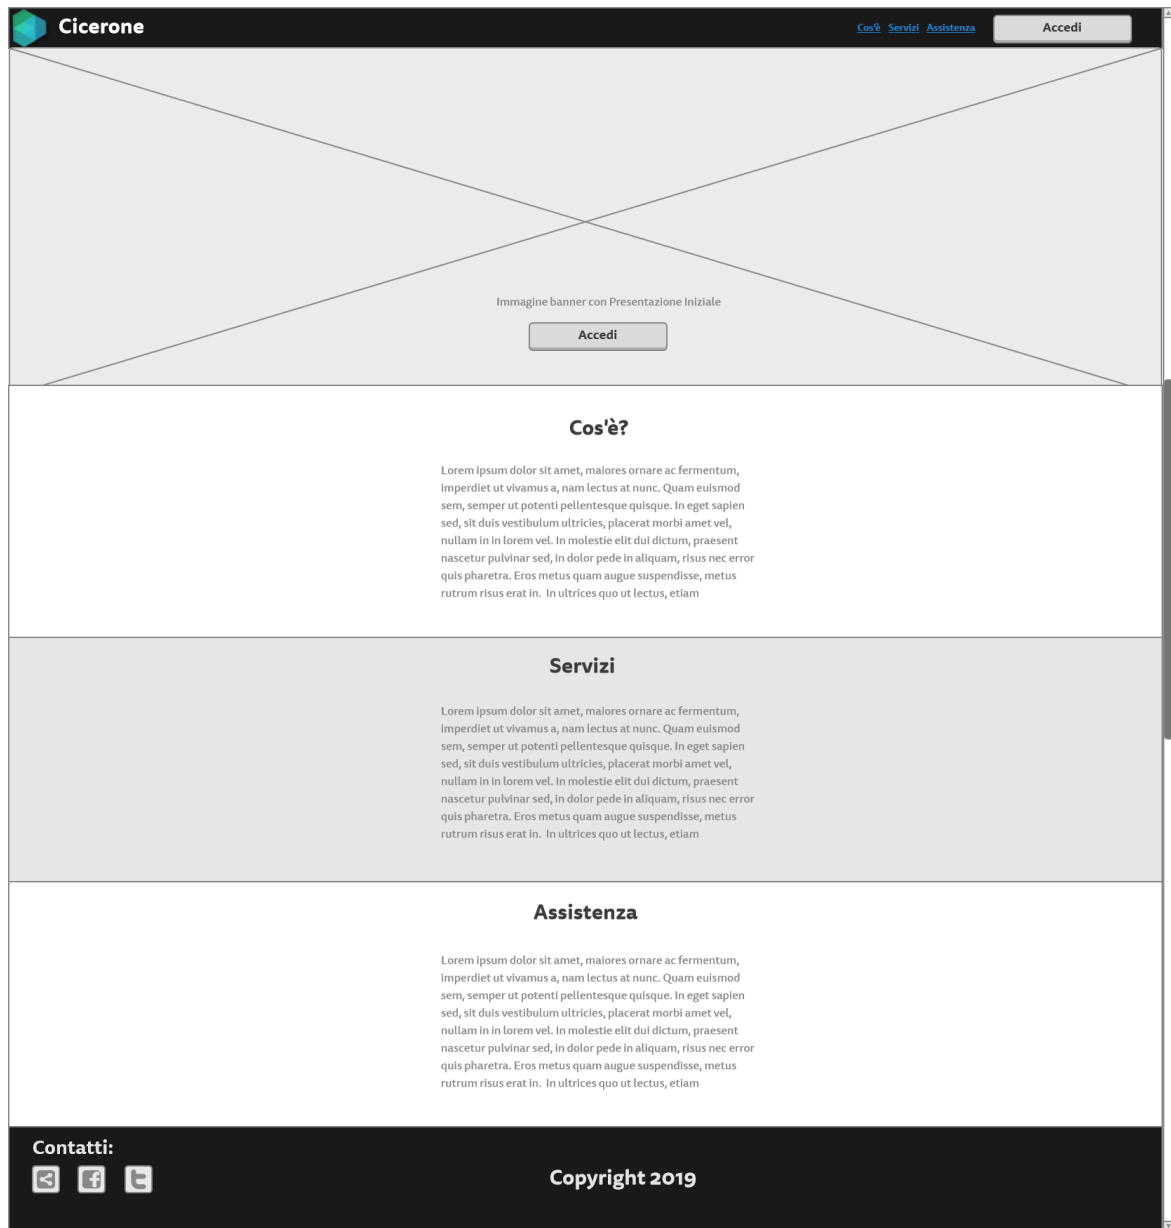 Cicerone
Cos'è Servizi Assistenza
Accedi
Immagine banner con Presentazione Iniziale
Accedi
Cos'è?
Lorem ipsum dolor sit amet, maiores ornare ac fermentum,
imperdiet ut vivamus a, nam lectus at nunc. Quam euismod
sem, semper ut potenti pellentesque quisque. In eget sapien
sed, sit duis vestibulum ultricies, placerat morbi amet vel,
nullam in in lorem vel. In molestie elit dui dictum, praesent
nascetur pulvinar sed, in dolor pede in aliquam, risus nec error
quis pharetra. Eros metus quam augue suspendisse, metus
rutrum risus erat in.  In ultrices quo ut lectus, etiam
Servizi
Lorem ipsum dolor sit amet, maiores ornare ac fermentum,
imperdiet ut vivamus a, nam lectus at nunc. Quam euismod
sem, semper ut potenti pellentesque quisque. In eget sapien
sed, sit duis vestibulum ultricies, placerat morbi amet vel,
nullam in in lorem vel. In molestie elit dui dictum, praesent
nascetur pulvinar sed, in dolor pede in aliquam, risus nec error
quis pharetra. Eros metus quam augue suspendisse, metus
rutrum risus erat in.  In ultrices quo ut lectus, etiam
Assistenza
Lorem ipsum dolor sit amet, maiores ornare ac fermentum,
imperdiet ut vivamus a, nam lectus at nunc. Quam euismod
sem, semper ut potenti pellentesque quisque. In eget sapien
sed, sit duis vestibulum ultricies, placerat morbi amet vel,
nullam in in lorem vel. In molestie elit dui dictum, praesent
nascetur pulvinar sed, in dolor pede in aliquam, risus nec error
quis pharetra. Eros metus quam augue suspendisse, metus
rutrum risus erat in.  In ultrices quo ut lectus, etiam
Contatti:
Copyright 2019